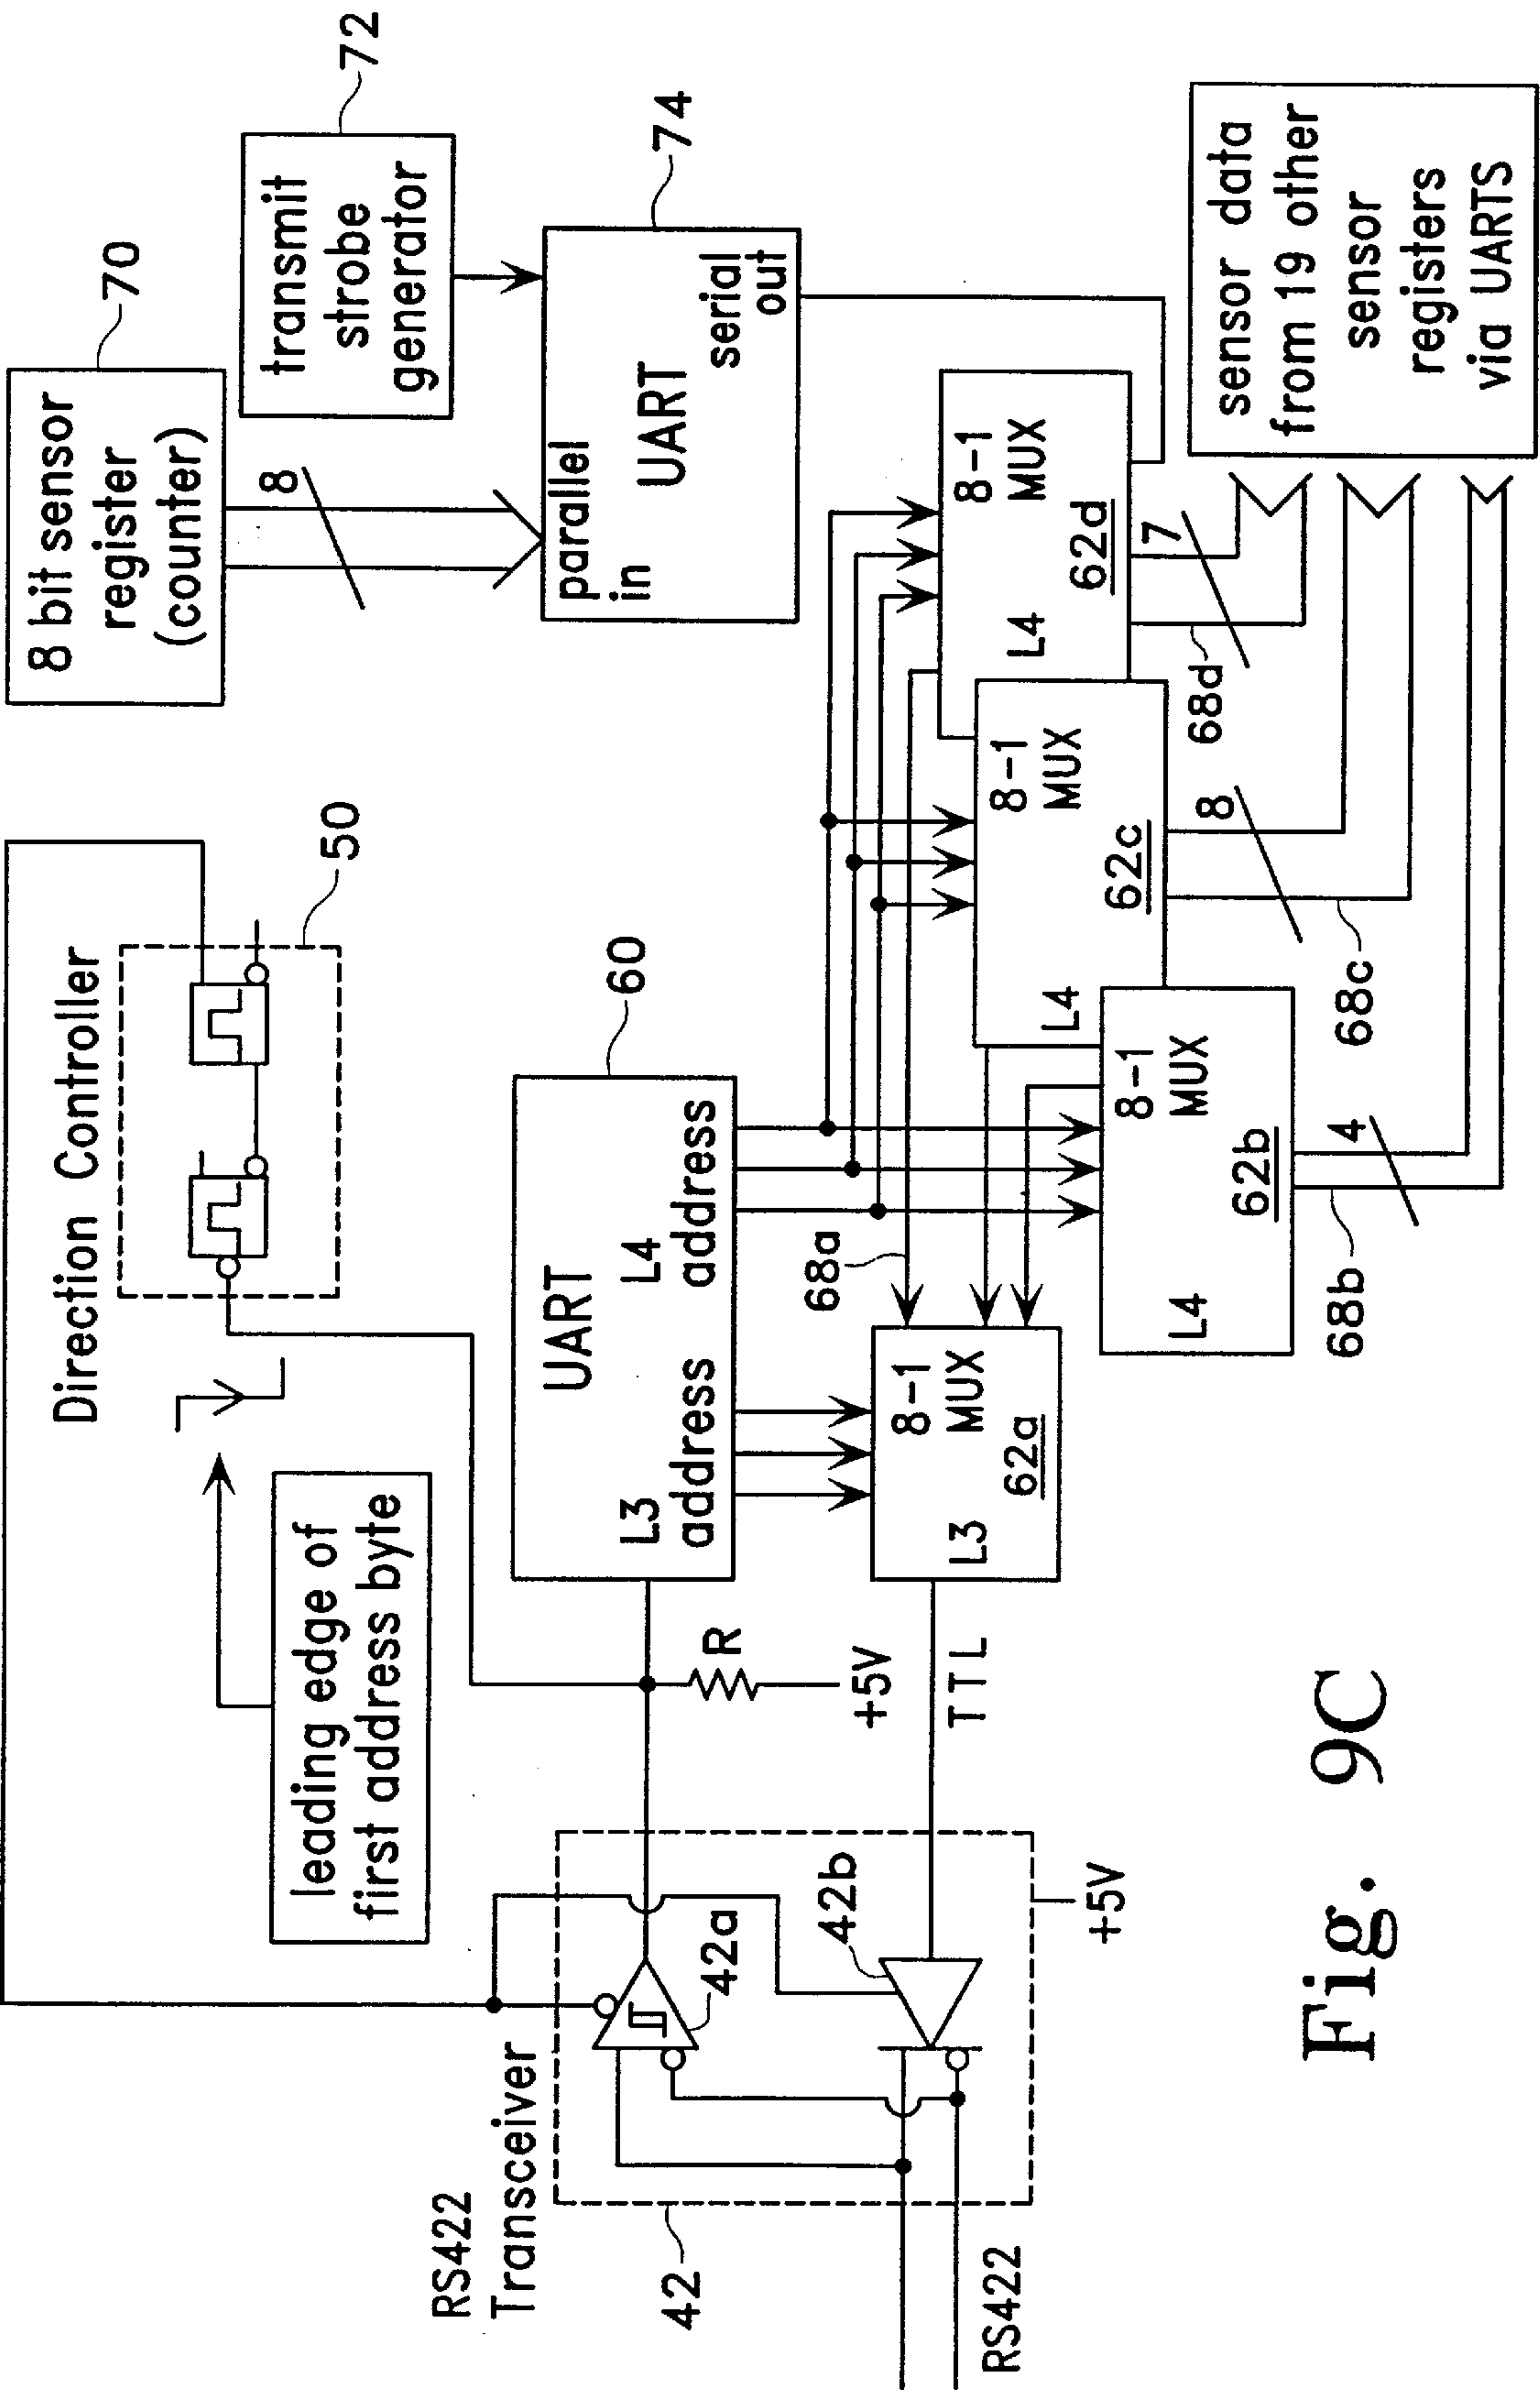 8 bit sensor
register
(counter)
70
8
transmit
strobe
generator
72
parallel
in
UART
serial
out
74
Direction Controller
50
leading edge of
first address byte
RS422
Transceiver
42
42a
42b
RS422
+5V
R
+5V
TTL
UART
L3
address
L4
address
60
L3
8-1
MUX
62a
68a
L4
8-1
MUX
62b
68b
4
L4
8-1
MUX
62c
68c
8
L4
8-1
MUX
62d
68d
7
sensor data
from 19 other
sensor
registers
via UARTS
Fig. 9C